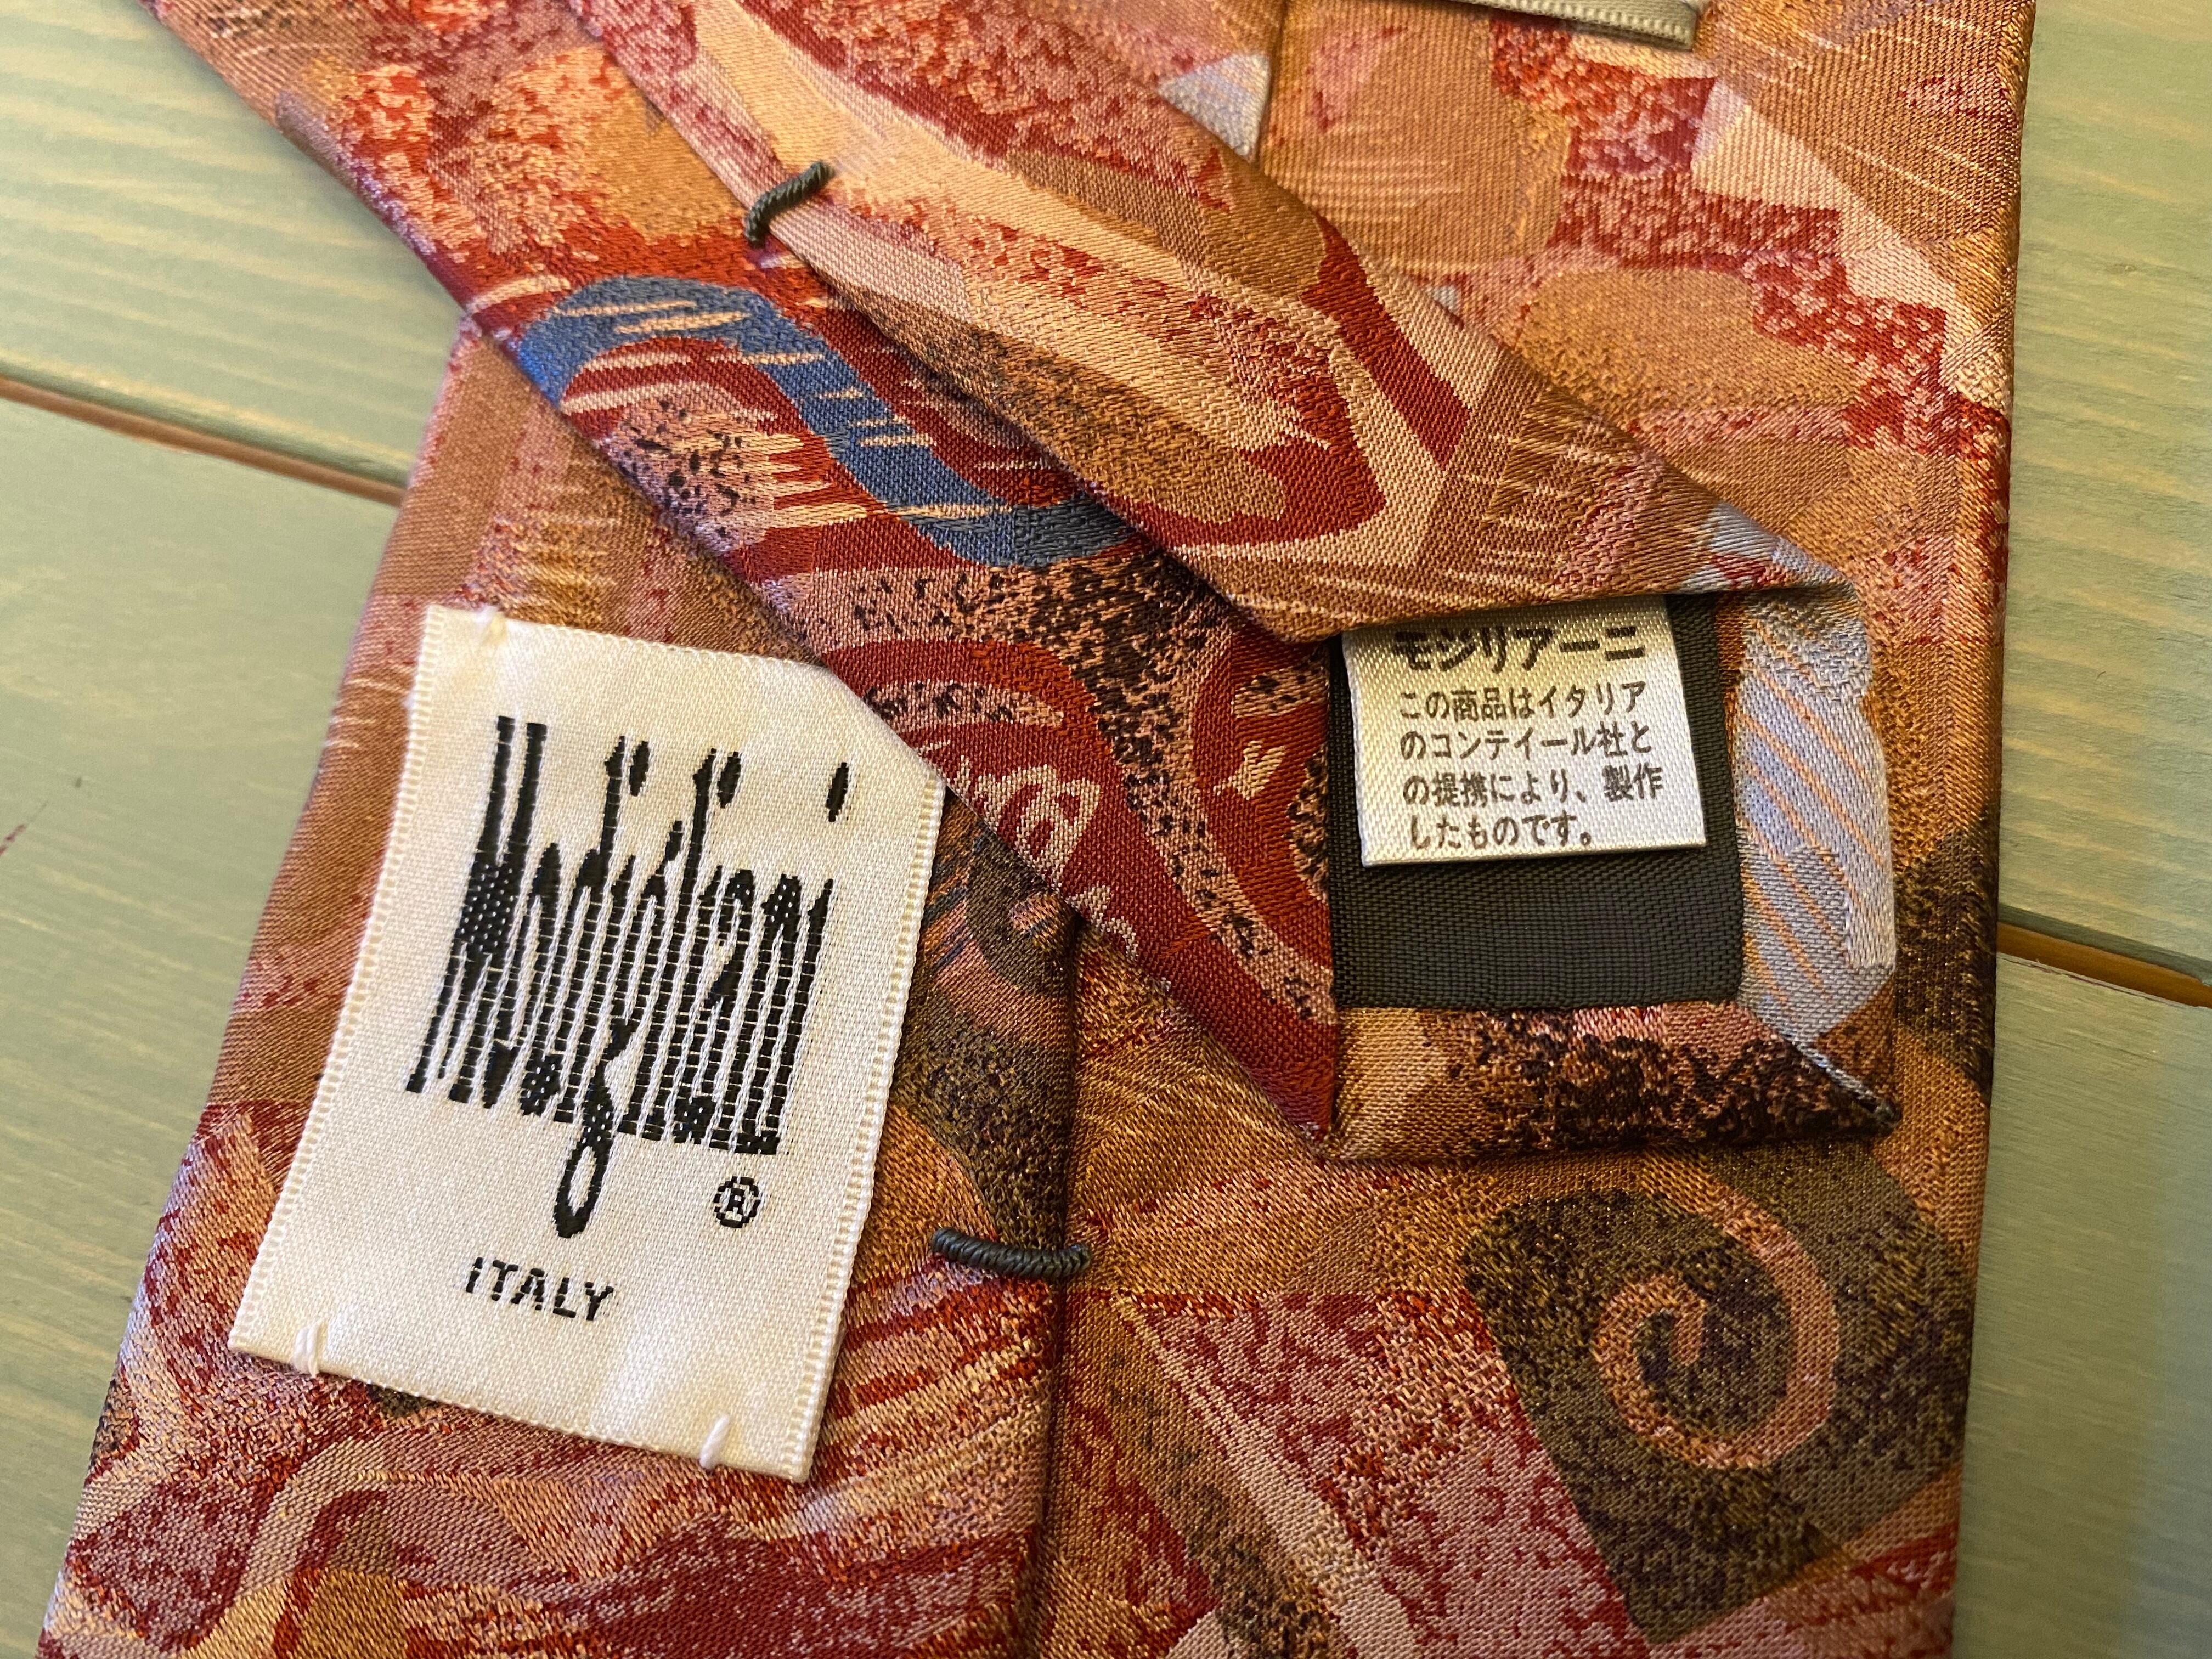 Modigliani
®
ITALY
モジリアーニ
この商品はイタリア
のコンテイール社と
の提携により、製作
したものです。